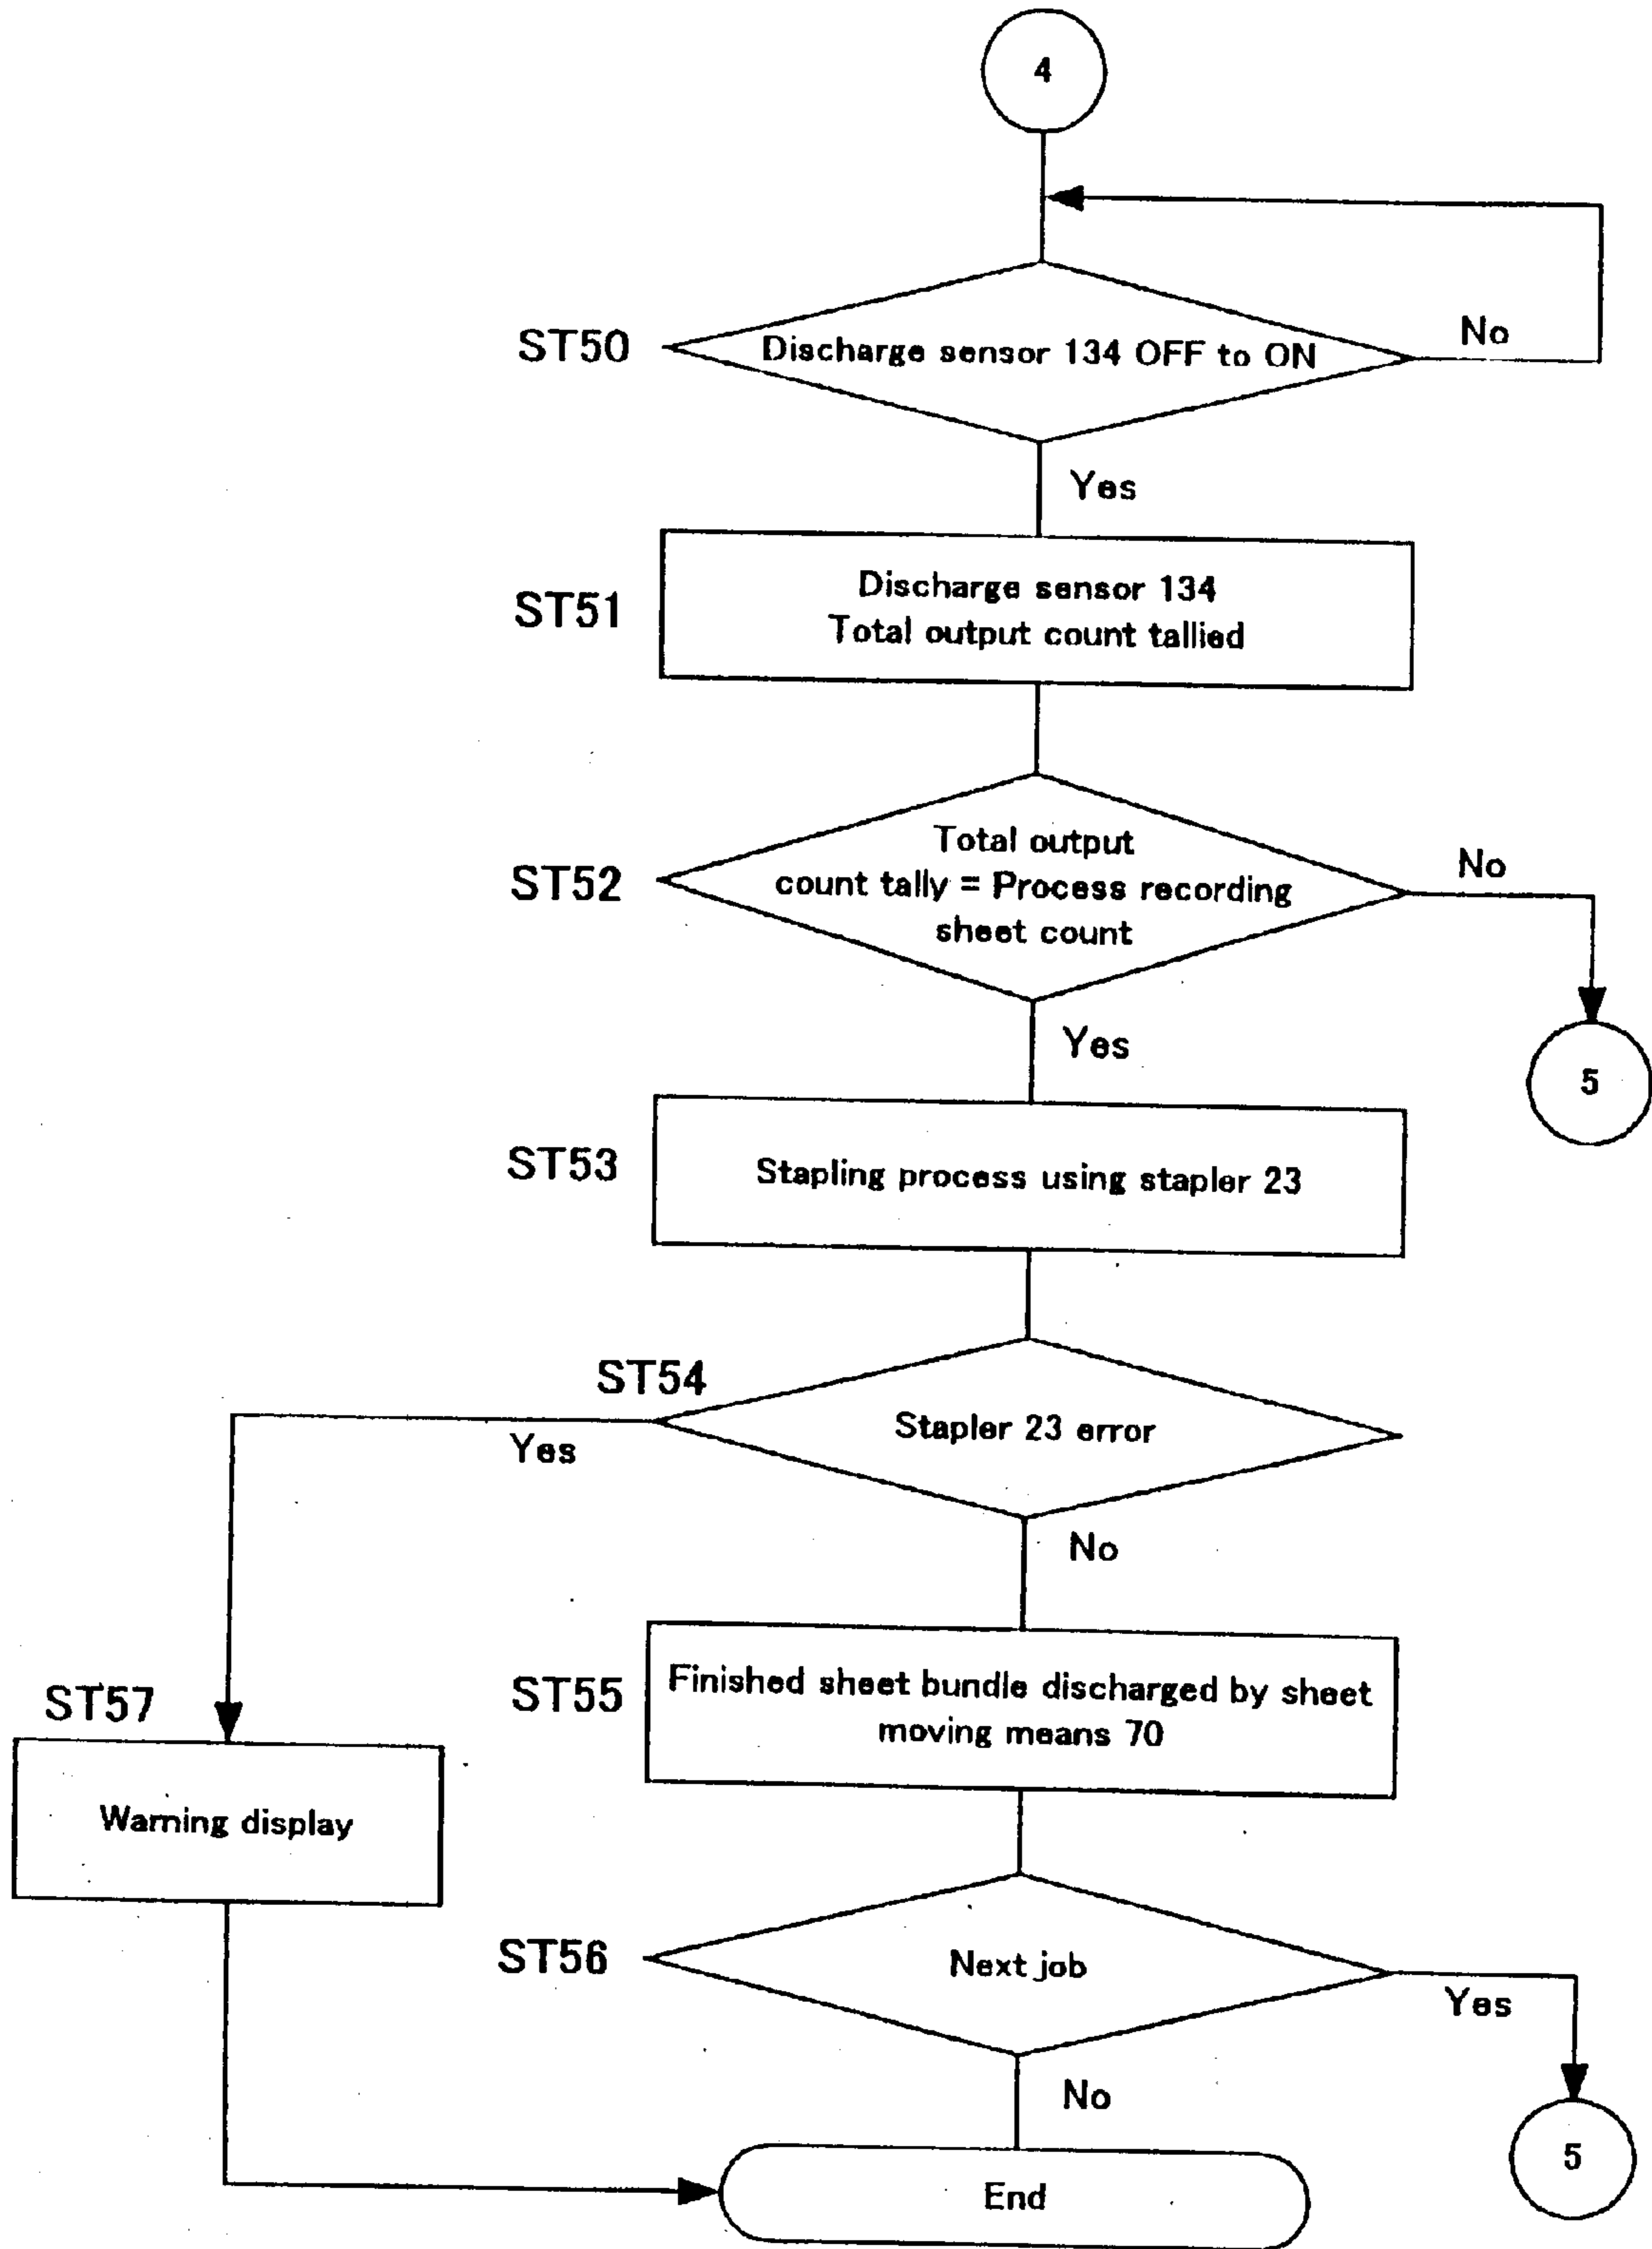 4
ST50
Discharge sensor 134 OFF to ON
No
Yes
ST51
Discharge sensor 134
Total output count tallied
ST52
Total output
count tally = Process recording
sheet count
No
5
Yes
ST53
Stapling process using stapler 23
ST54
Stapler 23 error
Yes
No
ST55
Finished sheet bundle discharged by sheet
moving means 70
ST57
Warning display
ST56
Next job
Yes
5
No
End